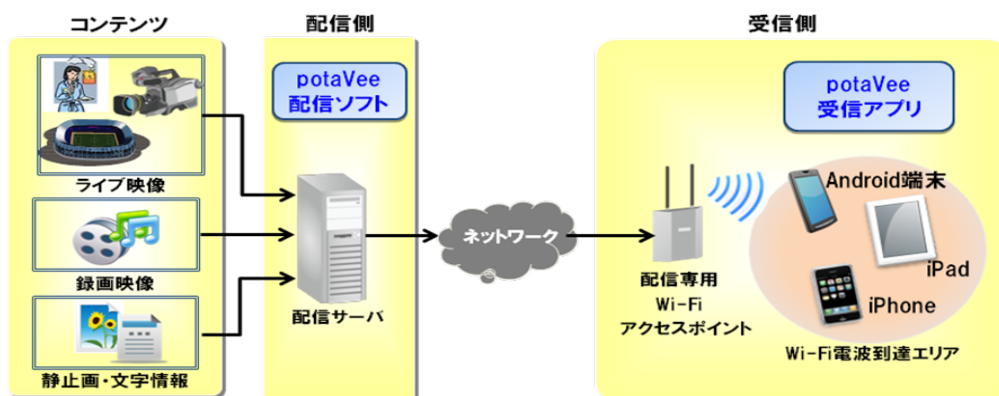 コンテンツ
ライブ映像
録画映像
静止画・文字情報
配信側
potaVee
配信ソフト
配信サーバ
ネットワーク
受信側
potaVee
受信アプリ
Android端末
iPad
iPhone
配信専用
Wi-Fi
アクセスポイント
Wi-Fi電波到達エリア